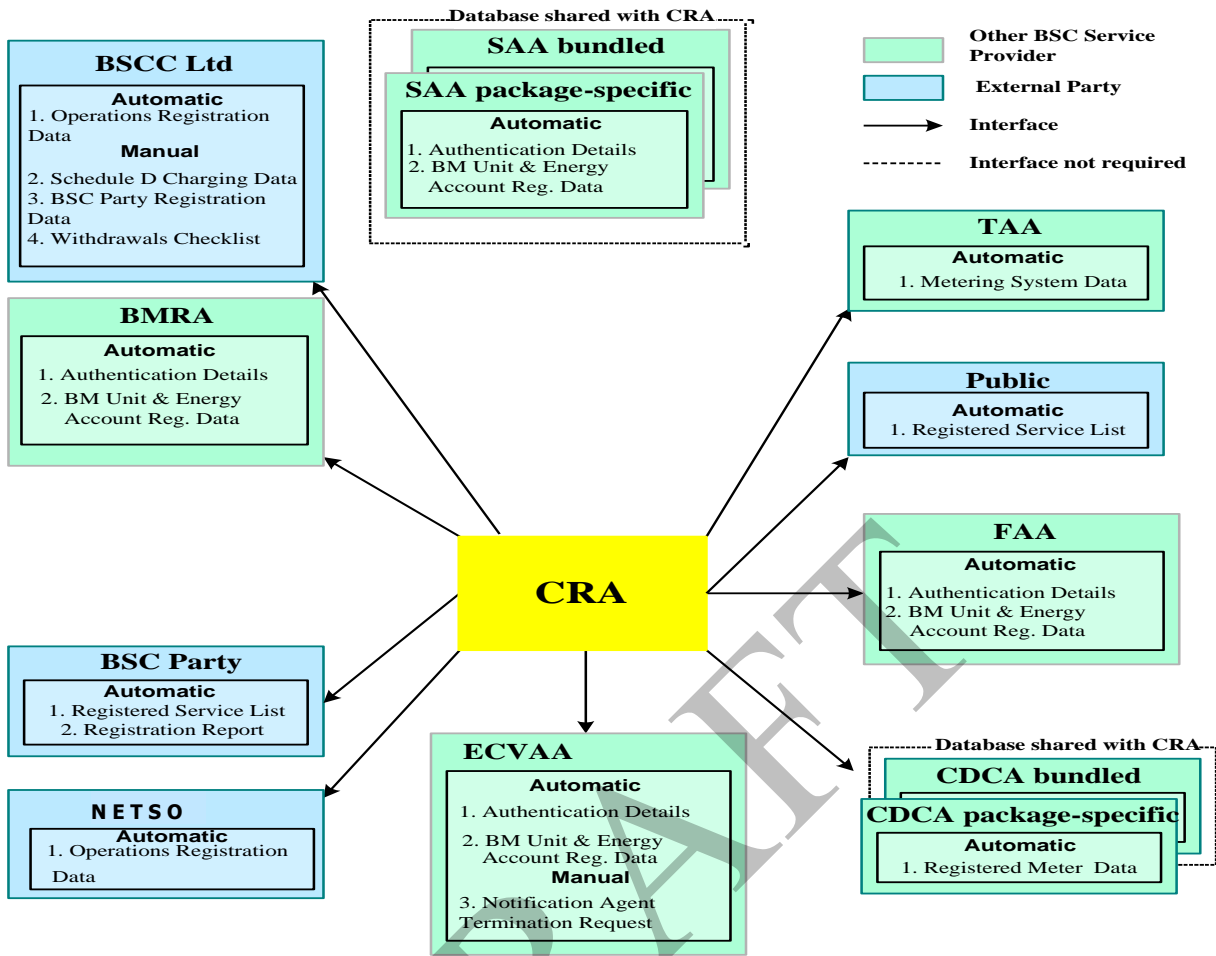 Database shared with CRA
SAA bundled
SAA package-specific
Automatic
1. Authentication Details
2. BM Unit & Energy
Account Reg. Data
BSCC Ltd
Automatic
1. Operations Registration
Data
Manual
2. Schedule D Charging Data
3. BSC Party Registration
Data
4. Withdrawals Checklist
Other BSC Service
Provider
External Party
Interface
Interface not required
BMRA
Automatic
1. Authentication Details
2. BM Unit & Energy
Account Reg. Data
TAA
Automatic
1. Metering System Data
Public
Automatic
1. Registered Service List
CRA
FAA
Automatic
1. Authentication Details
2. BM Unit & Energy
Account Reg. Data
BSC Party
Automatic
1. Registered Service List
2. Registration Report
NETSO
Automatic
1. Operations Registration
Data
ECVAA
Automatic
1. Authentication Details
2. BM Unit & Energy
Account Reg. Data
Manual
3. Notification Agent
Termination Request
Database shared with CRA
CDCA bundled
CDCA package-specific
Automatic
1. Registered Meter Data
DRAFT